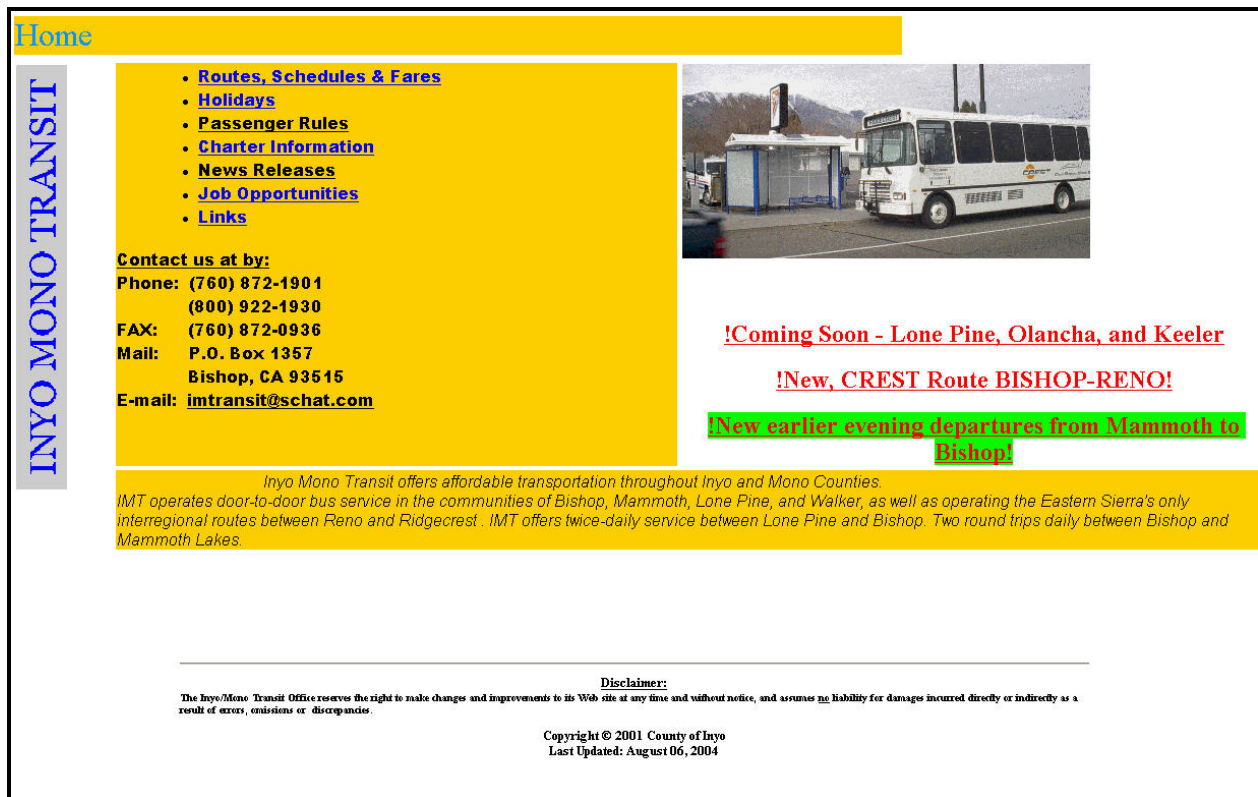 Home
INYO MONO TRANSIT
Routes, Schedules & Fares
Holidays
Passenger Rules
Charter Information
News Releases
Job Opportunities
Links
Contact us at by:
Phone: (760) 872-1901
(800) 922-1930
FAX: (760) 872-0936
Mail: P.O. Box 1357
Bishop, CA 93515
E-mail: imtransit@schat.com
CREST
!Coming Soon - Lone Pine, Olancha, and Keeler
!New, CREST Route BISHOP-RENO!
!New earlier evening departures from Mammoth to
Bishop!
Inyo Mono Transit offers affordable transportation throughout Inyo and Mono Counties.
IMT operates door-to-door bus service in the communities of Bishop, Mammoth, Lone Pine, and Walker, as well as operating the Eastern Sierra's only
interregional routes between Reno and Ridgecrest . IMT offers twice-daily service between Lone Pine and Bishop. Two round trips daily between Bishop and
Mammoth Lakes.
Disclaimer:
The Inyo/Mono Transit Office reserves the right to make changes and improvements to its Web site at any time and without notice, and assumes no liability for damages incurred directly or indirectly as a
result of errors, omissions or discrepancies.
Copyright © 2001 County of Inyo
Last Updated: August 06, 2004